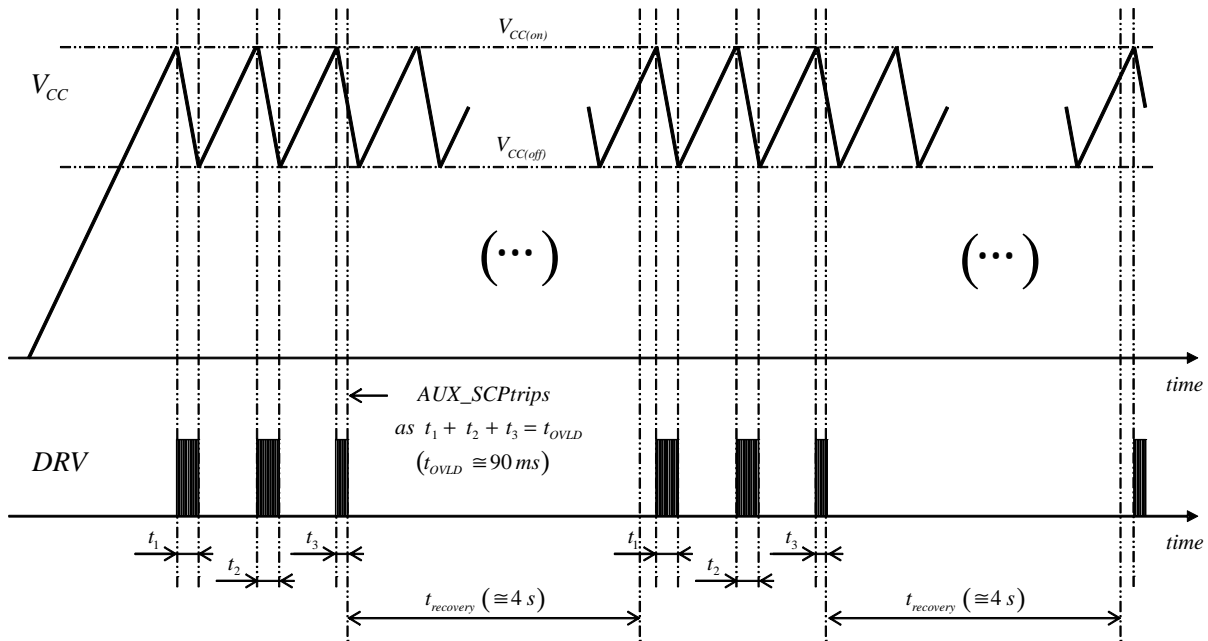 V_CC(on)
V_CC
V_CC(off)
(···)
(···)
time
AUX_SCPtrips
as t_1 + t_2 + t_3 = t_OVLD
(t_OVLD ≅ 90 ms)
DRV
time
t_1
t_2
t_3
t_1
t_2
t_3
t_recovery (≅4 s)
t_recovery (≅4 s)